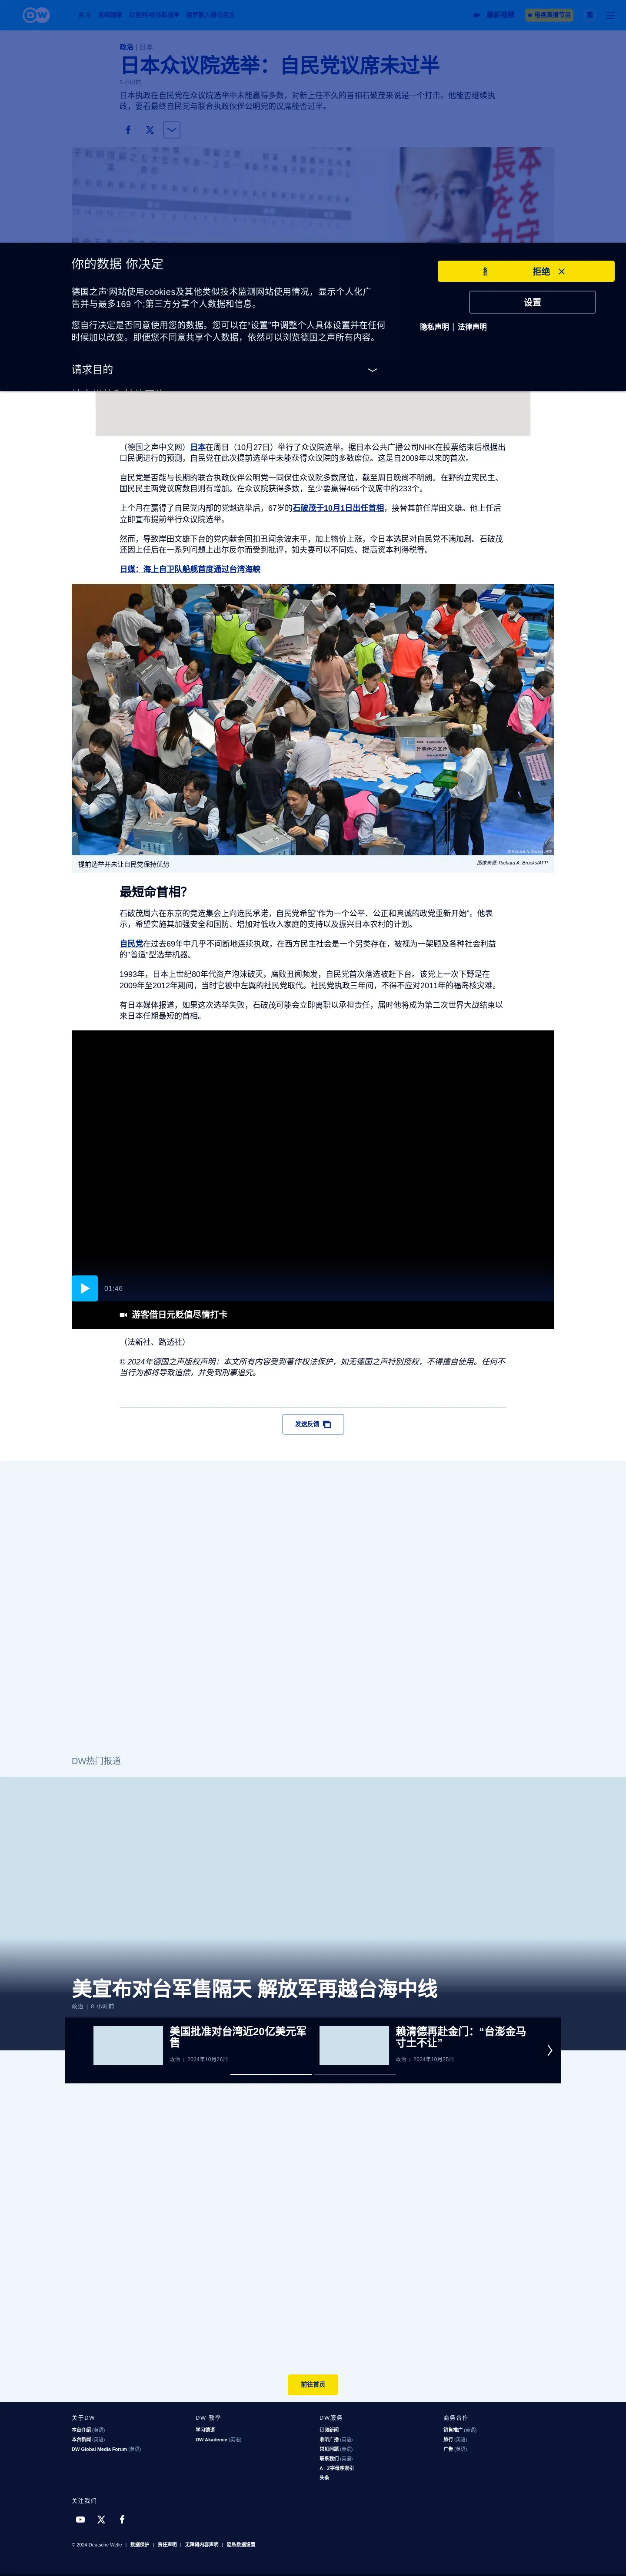 DW
焦点 金砖国家 以色列-哈马斯战争 俄罗斯入侵乌克兰
最新视频
电视直播节目
政治 | 日本
日本众议院选举：自民党议席未过半
5 小时前
日本执政在自民党在众议院选举中未能赢得多数，对新上任不久的首相石破茂来说是一个打击。他能否继续执
政，要看最终自民党与联合执政伙伴公明党的议席能否过半。
你的数据 你决定
拒绝
德国之声‘网站使用cookies及其他类似技术监测网站使用情况，显示个人化广
告并与最多169 个;第三方分享个人数据和信息。
设置
隐私声明 | 法律声明
您自行决定是否同意使用您的数据。您可以在“设置”中调整个人具体设置并在任何
时候加以改变。即便您不同意共享个人数据，依然可以浏览德国之声所有内容。
请求目的
（德国之声中文网）日本在周日（10月27日）举行了众议院选举。据日本公共广播公司NHK在投票结束后根据出
口民调进行的预测，自民党在此次提前选举中未能获得众议院的多数席位。这是自2009年以来的首次。
自民党是否能与长期的联合执政伙伴公明党一同保住众议院多数席位，截至周日晚尚不明朗。在野的立宪民主、
国民民主两党议席数目则有增加。在众议院获得多数，至少要赢得465个议席中的233个。
上个月在赢得了自民党内部的党魁选举后，67岁的石破茂于10月1日出任首相，接替其前任岸田文雄。他上任后
立即宣布提前举行众议院选举。
然而，导致岸田文雄下台的党内献金回扣丑闻余波未平，加上物价上涨，令日本选民对自民党不满加剧。石破茂
还因上任后在一系列问题上出尔反尔而受到批评，如夫妻可以不同姓、提高资本利得税等。
日媒：海上自卫队船舰首度通过台湾海峡
提前选举并未让自民党保持优势
图像来源: Richard A. Brooks/AFP
最短命首相？
石破茂周六在东京的竞选集会上向选民承诺，自民党希望"作为一个公平、公正和真诚的政党重新开始"。他表
示，希望实施其加强安全和国防、增加对低收入家庭的支持以及振兴日本农村的计划。
自民党在过去69年中几乎不间断地连续执政，在西方民主社会是一个另类存在，被视为一架顾及各种社会利益
的"普适"型选举机器。
1993年，日本上世纪80年代资产泡沫破灭，腐败丑闻频发，自民党首次落选被赶下台。该党上一次下野是在
2009年至2012年期间，当时它被中左翼的社民党取代。社民党执政三年间，不得不应对2011年的福岛核灾难。
有日本媒体报道，如果这次选举失败，石破茂可能会立即离职以承担责任，届时他将成为第二次世界大战结束以
来日本任期最短的首相。
01:46
游客借日元贬值尽情打卡
（法新社、路透社）
© 2024年德国之声版权声明：本文所有内容受到著作权法保护，如无德国之声特别授权，不得擅自使用。任何不
当行为都将导致追偿，并受到刑事追究。
发送反馈
DW热门报道
美宣布对台军售隔天 解放军再越台海中线
政治 | 8 小时前
美国批准对台湾近20亿美元军
售
政治 | 2024年10月26日
赖清德再赴金门：“台澎金马
寸土不让”
政治 | 2024年10月25日
前往首页
关于DW
本台介绍 (英语)
本台新闻 (英语)
DW Global Media Forum (英语)
DW 教学
学习德语
DW Akademie (英语)
DW服务
订阅新闻
收听广播 (英语)
常见问题 (英语)
联系我们 (英语)
A - Z字母序索引
头条
商务合作
销售推广 (英语)
旅行 (英语)
广告 (英语)
关注我们
© 2024 Deutsche Welle | 数据保护 | 责任声明 | 无障碍内容声明 | 隐私数据设置